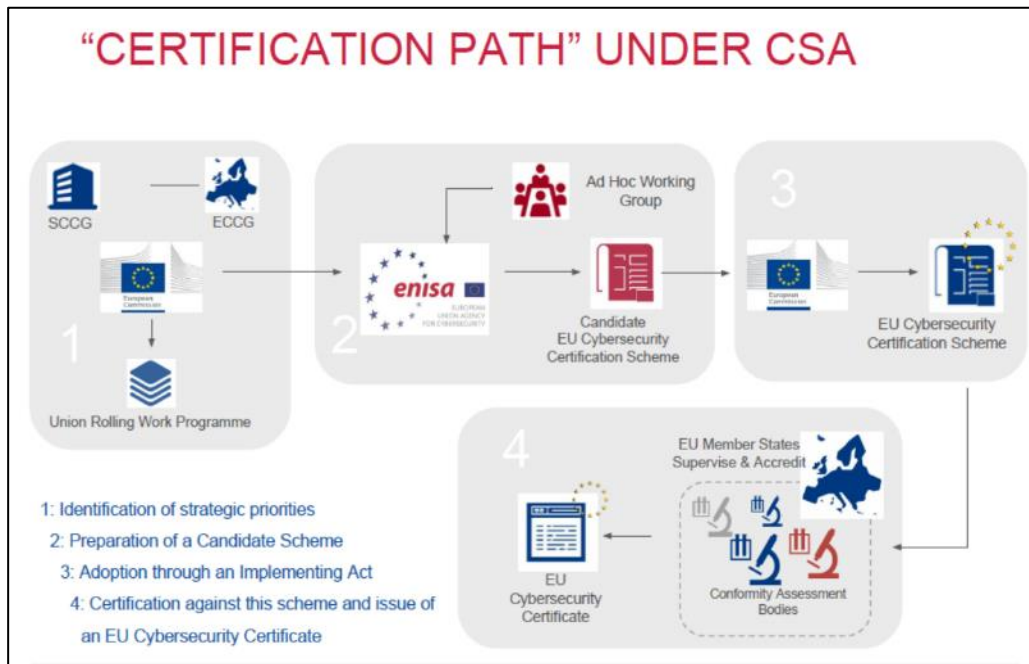 "CERTIFICATION PATH" UNDER CSA
SCCG
ECCG
European
Commission
1
Union Rolling Work Programme
Ad Hoc Working
Group
enisa
EUROPEAN
UNION AGENCY
FOR CYBERSECURITY
2
Candidate
EU Cybersecurity
Certification Scheme
3
European
Commission
EU Cybersecurity
Certification Scheme
4
EU Member States
Supervise & Accredit
Conformity Assessment
Bodies
EU
Cybersecurity
Certificate
1: Identification of strategic priorities
2: Preparation of a Candidate Scheme
3: Adoption through an Implementing Act
4: Certification against this scheme and issue of
an EU Cybersecurity Certificate